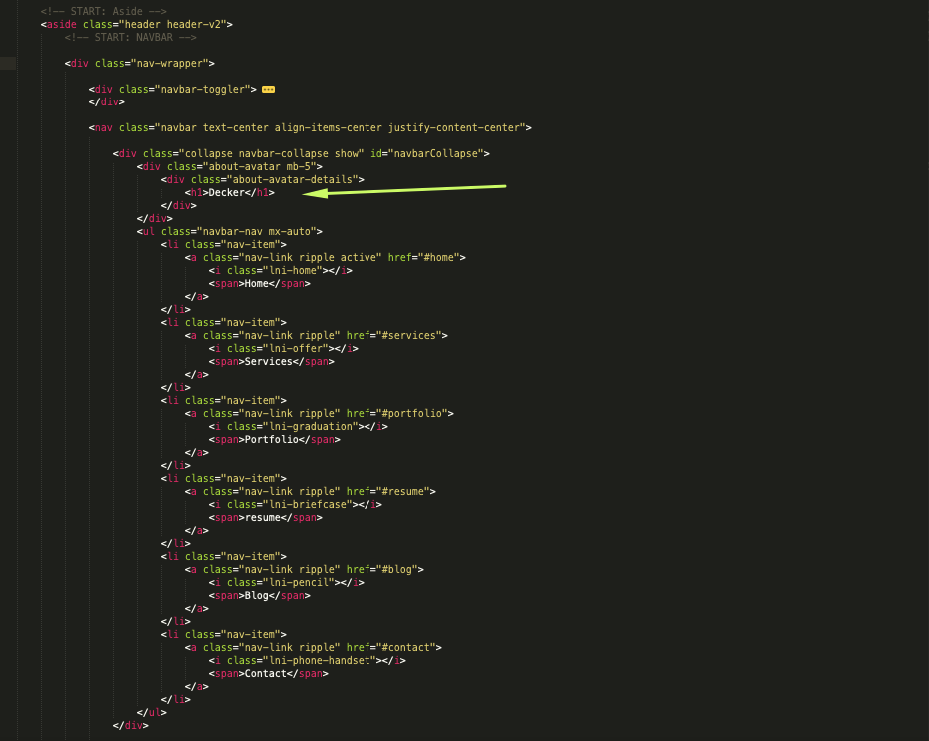 <!-- START: Aside -->
<aside class="header header-v2">
<!-- START: NAVBAR -->
<div class="nav-wrapper">
<div class="navbar-toggler">
</div>
<nav class="navbar text-center align-items-center justify-content-center">
<div class="collapse navbar-collapse show" id="navbarCollapse">
<div class="about-avatar mb-5">
<div class="about-avatar-details">
<h1>Decker</h1>
</div>
</div>
<ul class="navbar-nav mx-auto">
<li class="nav-item">
<a class="nav-link ripple active" href="#home">
<i class="lni-home"></i>
<span>Home</span>
</a>
</li>
<li class="nav-item">
<a class="nav-link ripple" href="#services">
<i class="lni-offer"></i>
<span>Services</span>
</a>
</li>
<li class="nav-item">
<a class="nav-link ripple" href="#portfolio">
<i class="lni-graduation"></i>
<span>Portfolio</span>
</a>
</li>
<li class="nav-item">
<a class="nav-link ripple" href="#resume">
<i class="lni-briefcase"></i>
<span>resume</span>
</a>
</li>
<li class="nav-item">
<a class="nav-link ripple" href="#blog">
<i class="lni-pencil"></i>
<span>Blog</span>
</a>
</li>
<li class="nav-item">
<a class="nav-link ripple" href="#contact">
<i class="lni-phone-handset"></i>
<span>Contact</span>
</a>
</li>
</ul>
</div>